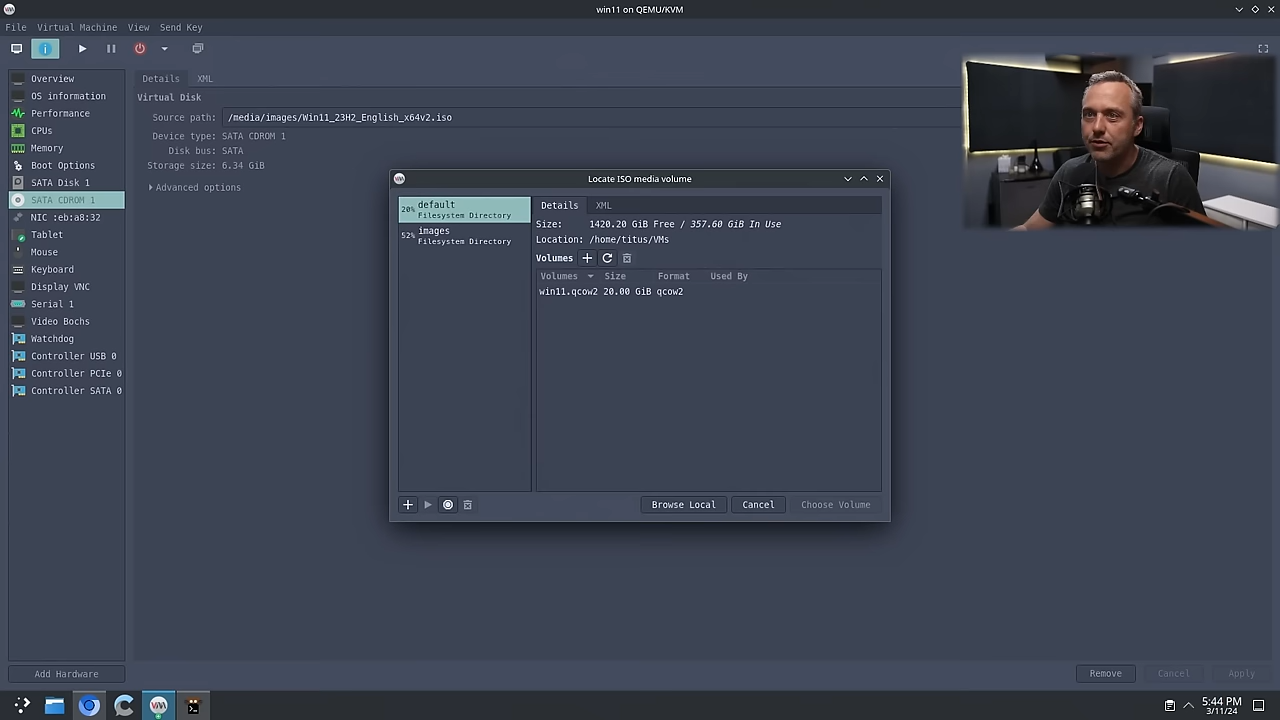 win11 on QEMU/KVM
File Virtual Machine View Send Key
Overview
OS information
Performance
CPUs
Memory
Boot Options
SATA Disk 1
SATA CDROM 1
NIC :eb:a8:32
Tablet
Mouse
Keyboard
Display VNC
Serial 1
Video Bochs
Watchdog
Controller USB 0
Controller PCIe 0
Controller SATA 0
Add Hardware
Details XML
Virtual Disk
Source path: /media/images/Win11_23H2_English_x64v2.iso
Device type: SATA CDROM 1
Disk bus: SATA
Storage size: 6.34 GiB
Advanced options
Locate ISO media volume
20% default
Filesystem Directory
52% images
Filesystem Directory
Details XML
Size: 1420.20 GiB Free / 357.60 GiB In Use
Location: /home/titus/VMs
Volumes
Volumes Size Format Used By
win11.qcow2 20.00 GiB qcow2
Browse Local Cancel Choose Volume
Remove Cancel Apply
5:44 PM
3/11/24